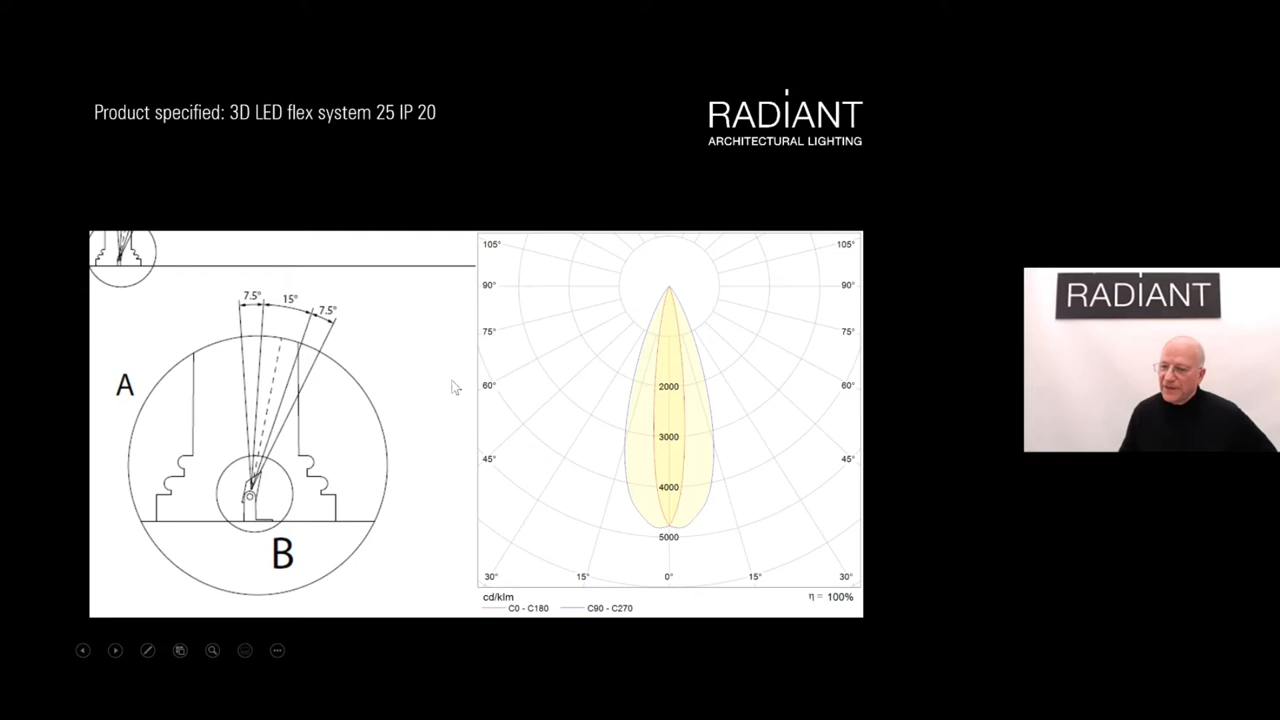 Product specified: 3D LED flex system 25 IP 20
RADiANT
ARCHITECTURAL LIGHTING
7.5° 15° 7.5°
A
B
105° 105°
90° 90°
75° 75°
60° 2000 60°
3000
45° 4000 45°
5000
30° 15° 0° 15° 30°
cd/klm η = 100%
C0 - C180 C90 - C270
RADiANT